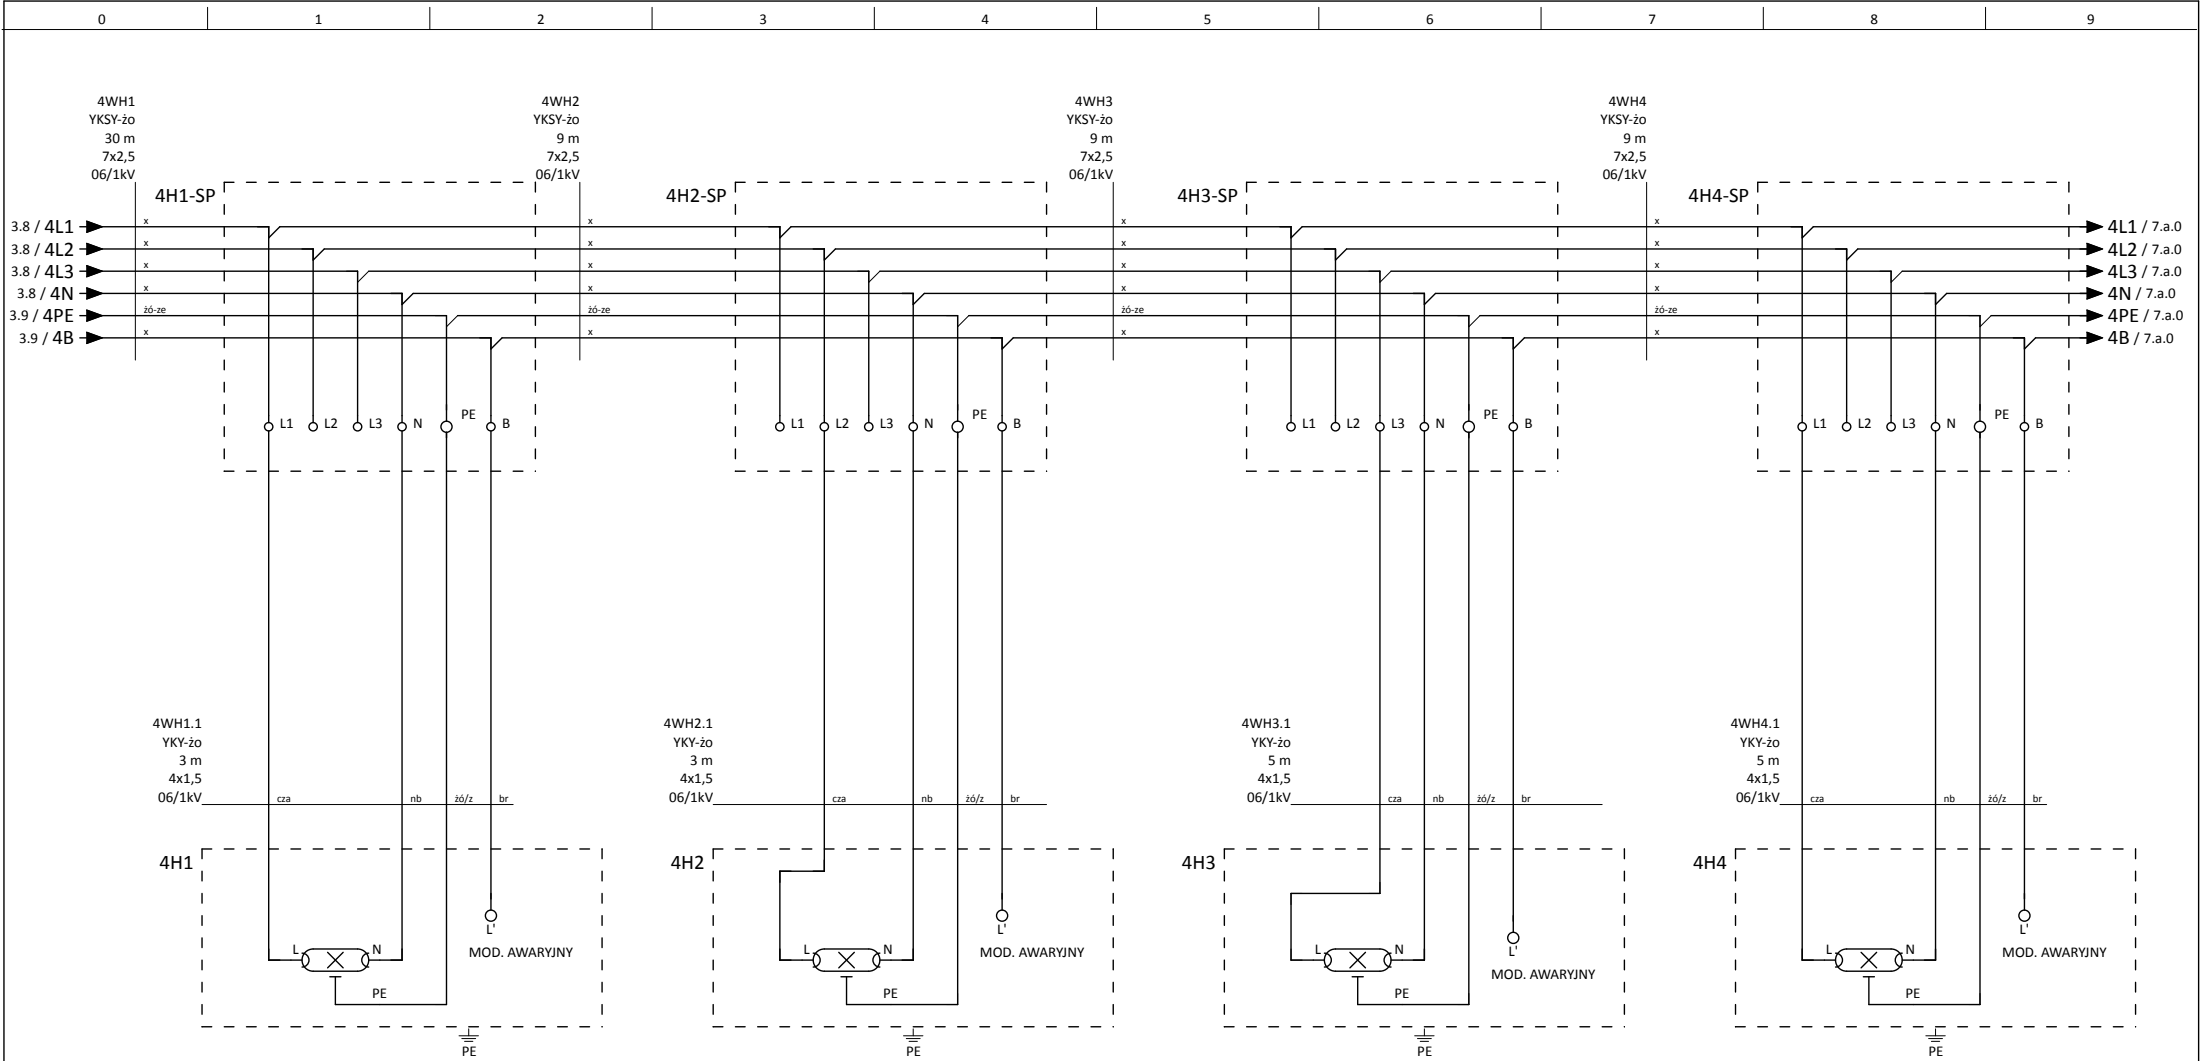 0 1 2 3 4 5 6 7 8 9
4WH1
YKSY-żo
30 m
7x2,5
06/1kV
4WH2
YKSY-żo
9 m
7x2,5
06/1kV
4WH3
YKSY-żo
9 m
7x2,5
06/1kV
4WH4
YKSY-żo
9 m
7x2,5
06/1kV
4H1-SP
4H2-SP
4H3-SP
4H4-SP
3.8 / 4L1 x x x x 4L1 / 7.a.0
3.8 / 4L2 x x x x 4L2 / 7.a.0
3.8 / 4L3 x x x x 4L3 / 7.a.0
3.8 / 4N x x x x 4N / 7.a.0
3.9 / 4PE żó-ze żó-ze żó-ze żó-ze 4PE / 7.a.0
3.9 / 4B x x x x 4B / 7.a.0
L1 L2 L3 N PE B
L1 L2 L3 N PE B
L1 L2 L3 N PE B
L1 L2 L3 N PE B
4WH1.1
YKY-żo
3 m
4x1,5
06/1kV
cza nb żó/z br
4WH2.1
YKY-żo
3 m
4x1,5
06/1kV
cza nb żó/z br
4WH3.1
YKY-żo
5 m
4x1,5
06/1kV
cza nb żó/z br
4WH4.1
YKY-żo
5 m
4x1,5
06/1kV
cza nb żó/z br
4H1
L'
L N MOD. AWARYJNY
PE
PE
4H2
L'
L N MOD. AWARYJNY
PE
PE
4H3
L'
L N
MOD. AWARYJNY
PE
PE
4H4
L'
L N MOD. AWARYJNY
PE
PE